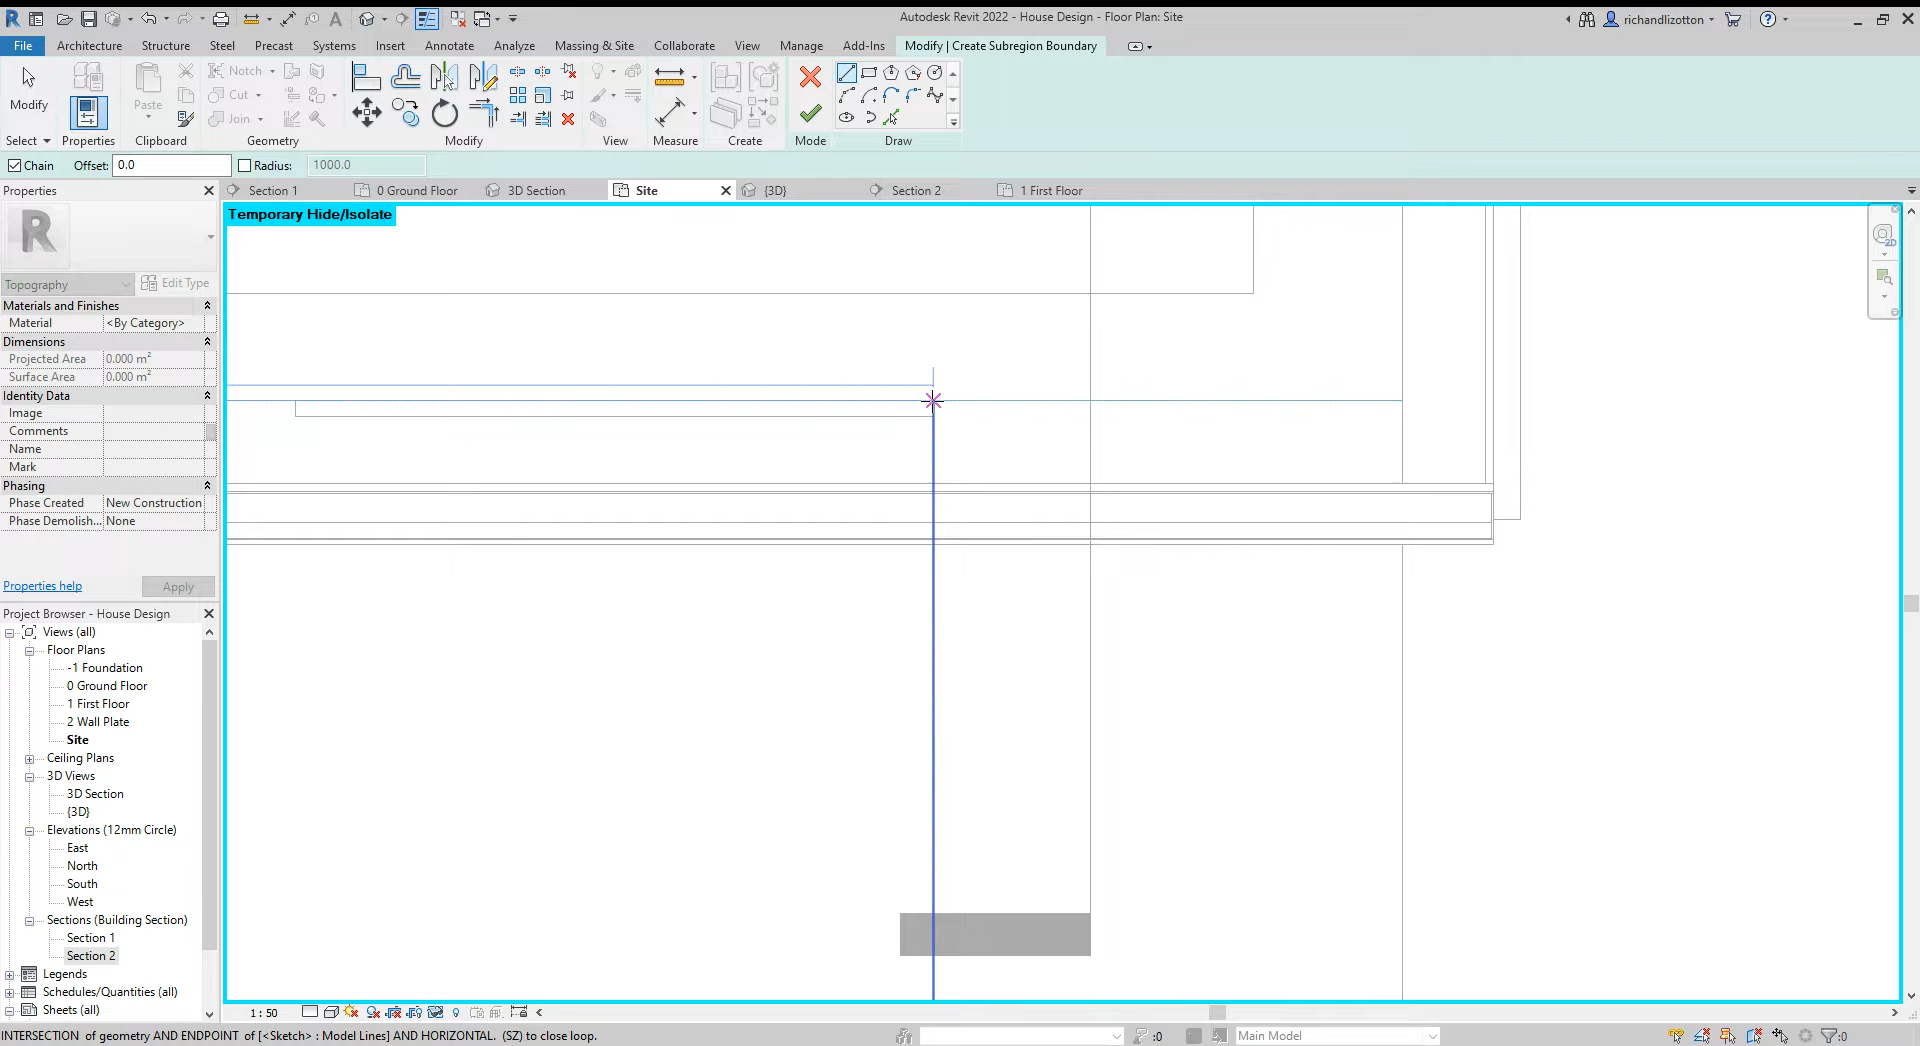 Autodesk Revit 2022 - House Design - Floor Plan: Site
richandlizotton
File
Architecture
Structure
Steel
Precast
Systems
Insert
Annotate
Analyze
Massing & Site
Collaborate
View
Manage
Add-Ins
Modify | Create Subregion Boundary
Modify
Paste
Notch
Cut
Join
Select
Properties
Clipboard
Geometry
Modify
View
Measure
Create
Mode
Draw
Chain
Offset:
0.0
Radius:
1000.0
Properties
Section 1
0 Ground Floor
3D Section
Site
{3D}
Section 2
1 First Floor
Temporary Hide/Isolate
2D
Topography
Edit Type
Materials and Finishes
Material
<By Category>
Dimensions
Projected Area
0.000 m²
Surface Area
0.000 m²
Identity Data
Image
Comments
Name
Mark
Phasing
Phase Created
New Construction
Phase Demolish...
None
Properties help
Apply
Project Browser - House Design
Views (all)
Floor Plans
-1 Foundation
0 Ground Floor
1 First Floor
2 Wall Plate
Site
Ceiling Plans
3D Views
3D Section
{3D}
Elevations (12mm Circle)
East
North
South
West
Sections (Building Section)
Section 1
Section 2
Legends
Schedules/Quantities (all)
Sheets (all)
1 : 50
INTERSECTION of geometry AND ENDPOINT of [<Sketch> : Model Lines] AND HORIZONTAL. (SZ) to close loop.
:0
Main Model
:0